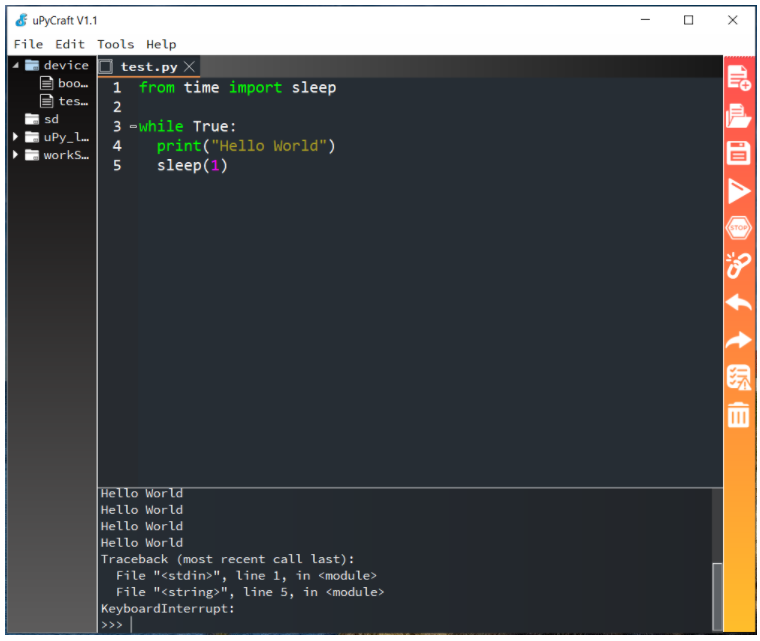 uPyCraft V1.1
File Edit Tools Help
device
boo…
tes…
sd
uPy_l…
workS…
test.py
1 from time import sleep
2
3 while True:
4 print("Hello World")
5 sleep(1)
STOP
Hello World
Hello World
Hello World
Hello World
Traceback (most recent call last):
File "<stdin>", line 1, in <module>
File "<string>", line 5, in <module>
KeyboardInterrupt:
>>>